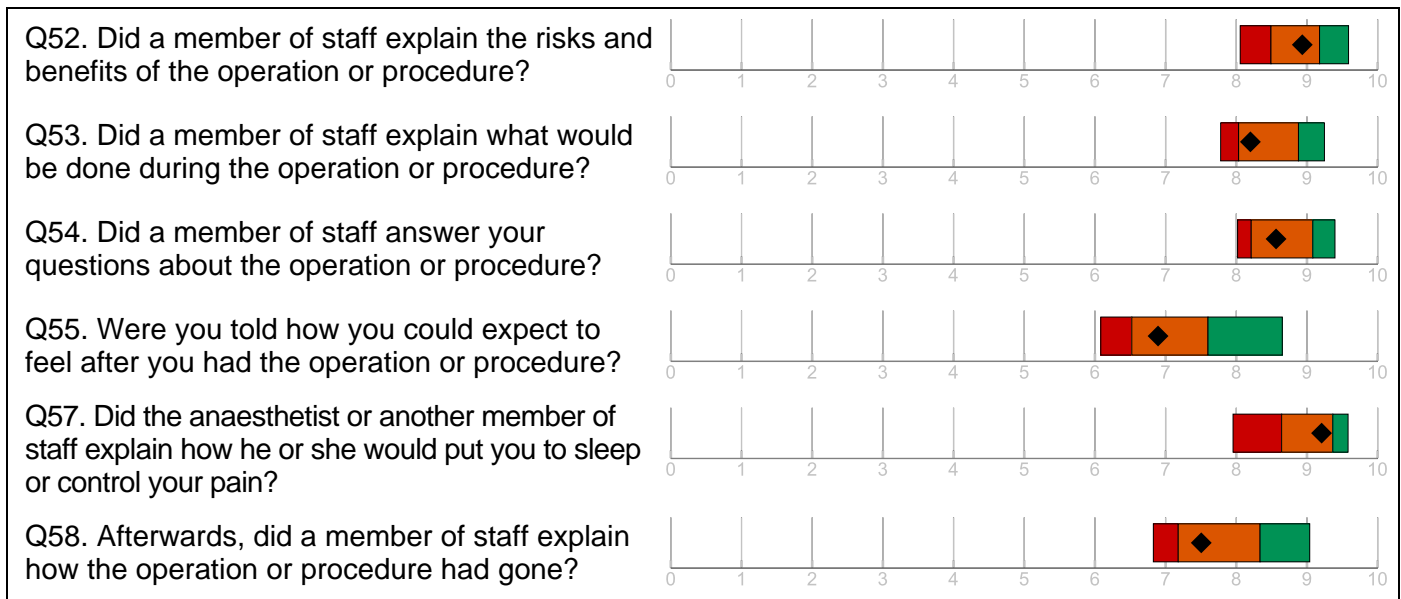 Q52. Did a member of staff explain the risks and
benefits of the operation or procedure?
0 1 2 3 4 5 6 7 8 9 10
Q53. Did a member of staff explain what would
be done during the operation or procedure?
0 1 2 3 4 5 6 7 8 9 10
Q54. Did a member of staff answer your
questions about the operation or procedure?
0 1 2 3 4 5 6 7 8 9 10
Q55. Were you told how you could expect to
feel after you had the operation or procedure?
0 1 2 3 4 5 6 7 8 9 10
Q57. Did the anaesthetist or another member of
staff explain how he or she would put you to sleep
or control your pain?
0 1 2 3 4 5 6 7 8 9 10
Q58. Afterwards, did a member of staff explain
how the operation or procedure had gone?
0 1 2 3 4 5 6 7 8 9 10